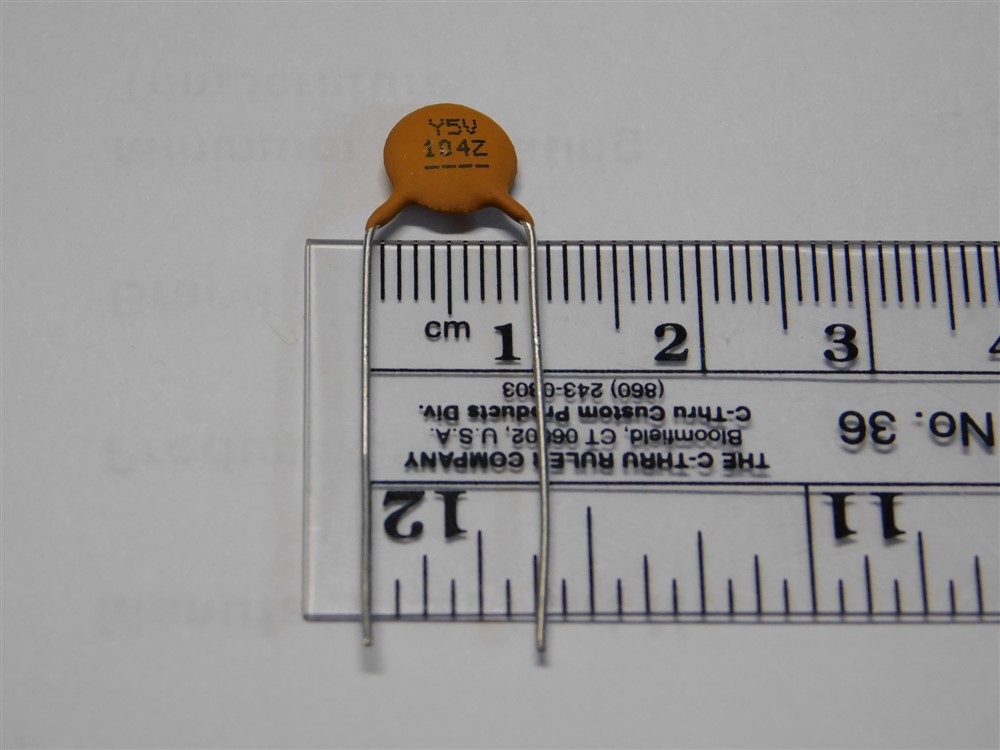 Y5V
104Z
cm 1 2 3 4
(860) 243-0303
C-Thru Custom Products Div.
Bloomfield, CT 06002, U.S.A.
THE C-THRU RULER COMPANY
No. 36
12 11